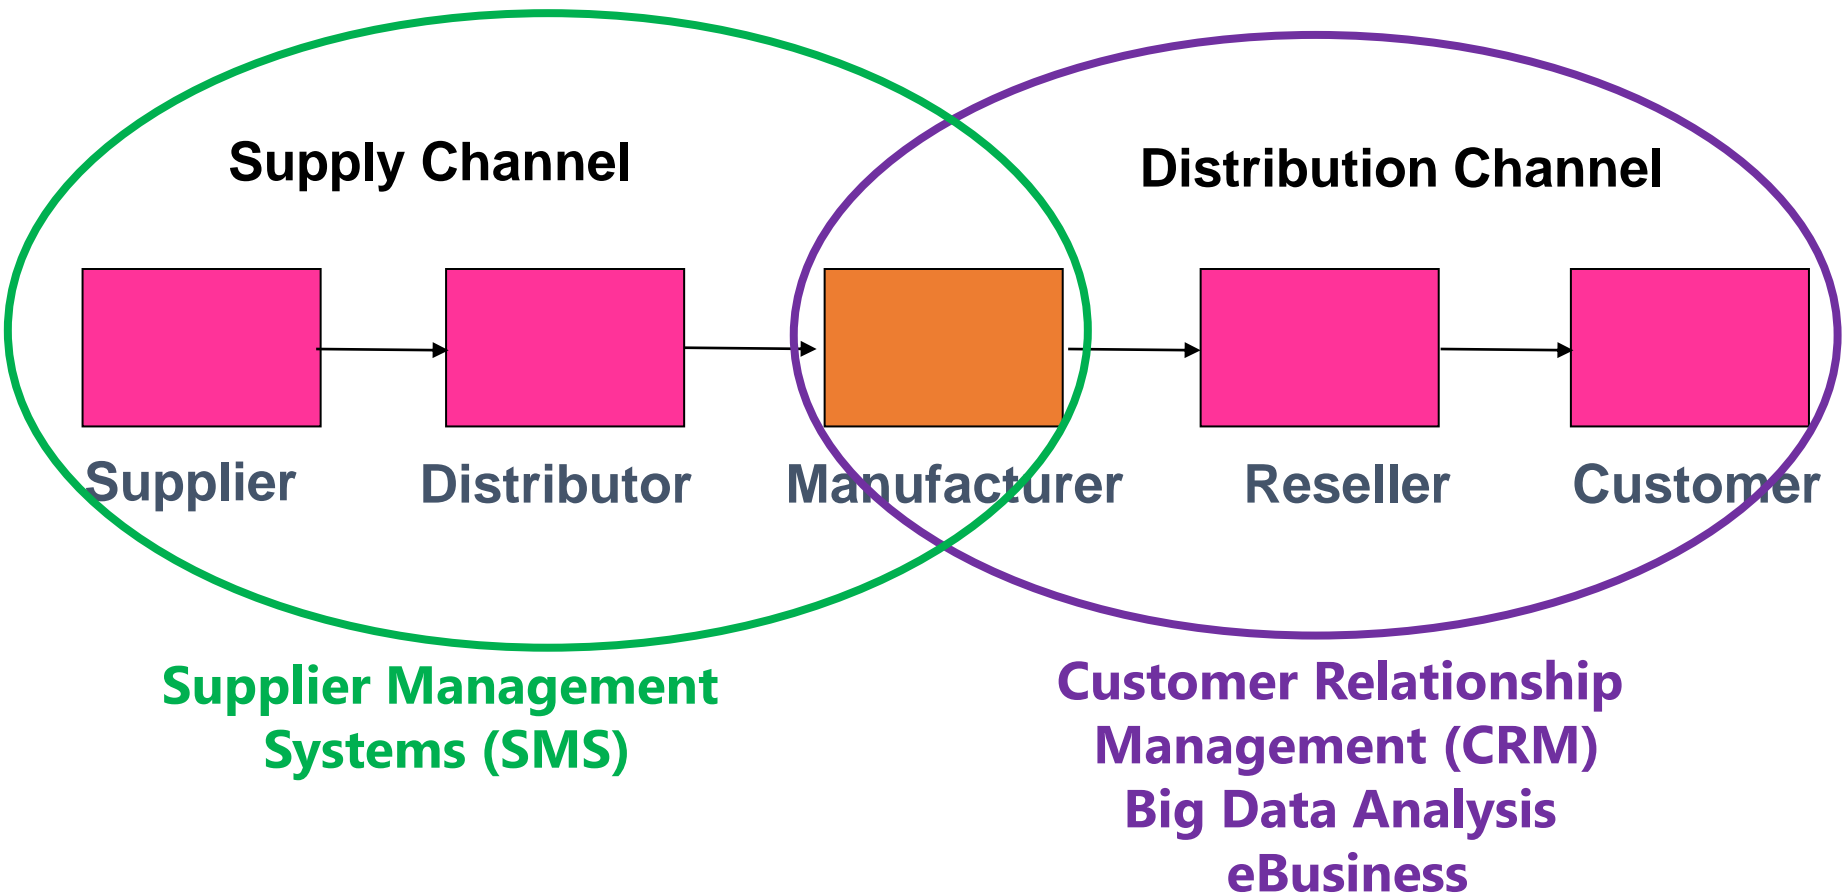 Supply Channel
Distribution Channel
Supplier
Distributor
Manufacturer
Reseller
Customer
Supplier Management
Systems (SMS)
Customer Relationship
Management (CRM)
Big Data Analysis
eBusiness